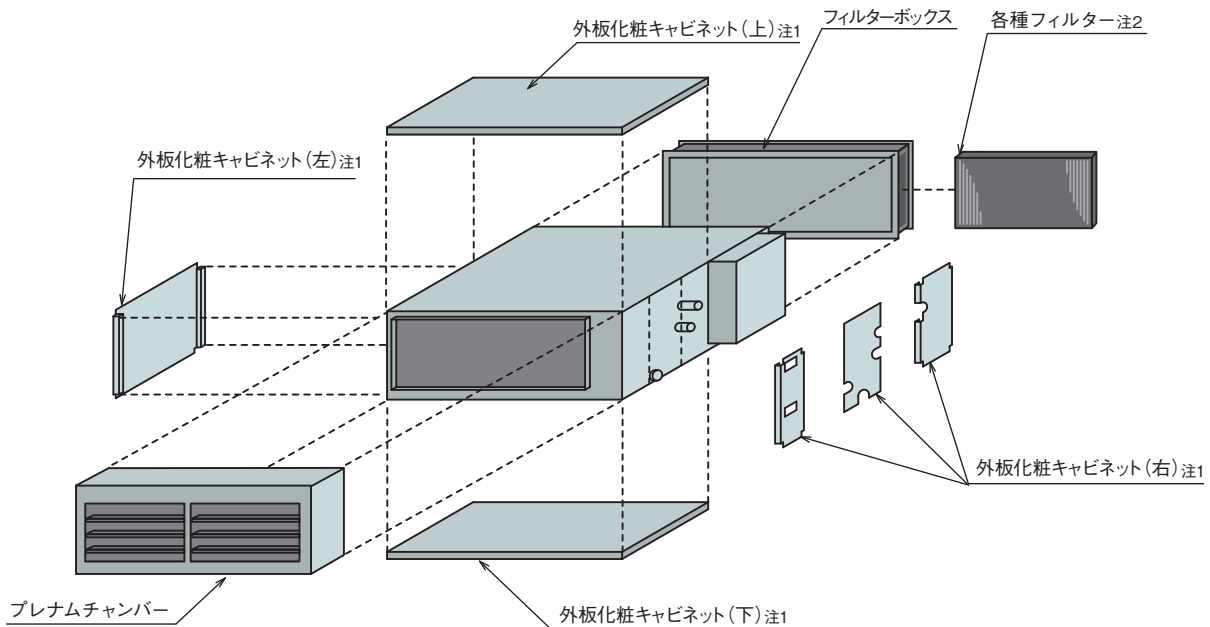 外板化粧キャビネット(上)注1
フィルターボックス
各種フィルター注2
外板化粧キャビネット(左)注1
外板化粧キャビネット(右)注1
プレナムチャンバー
外板化粧キャビネット(下)注1